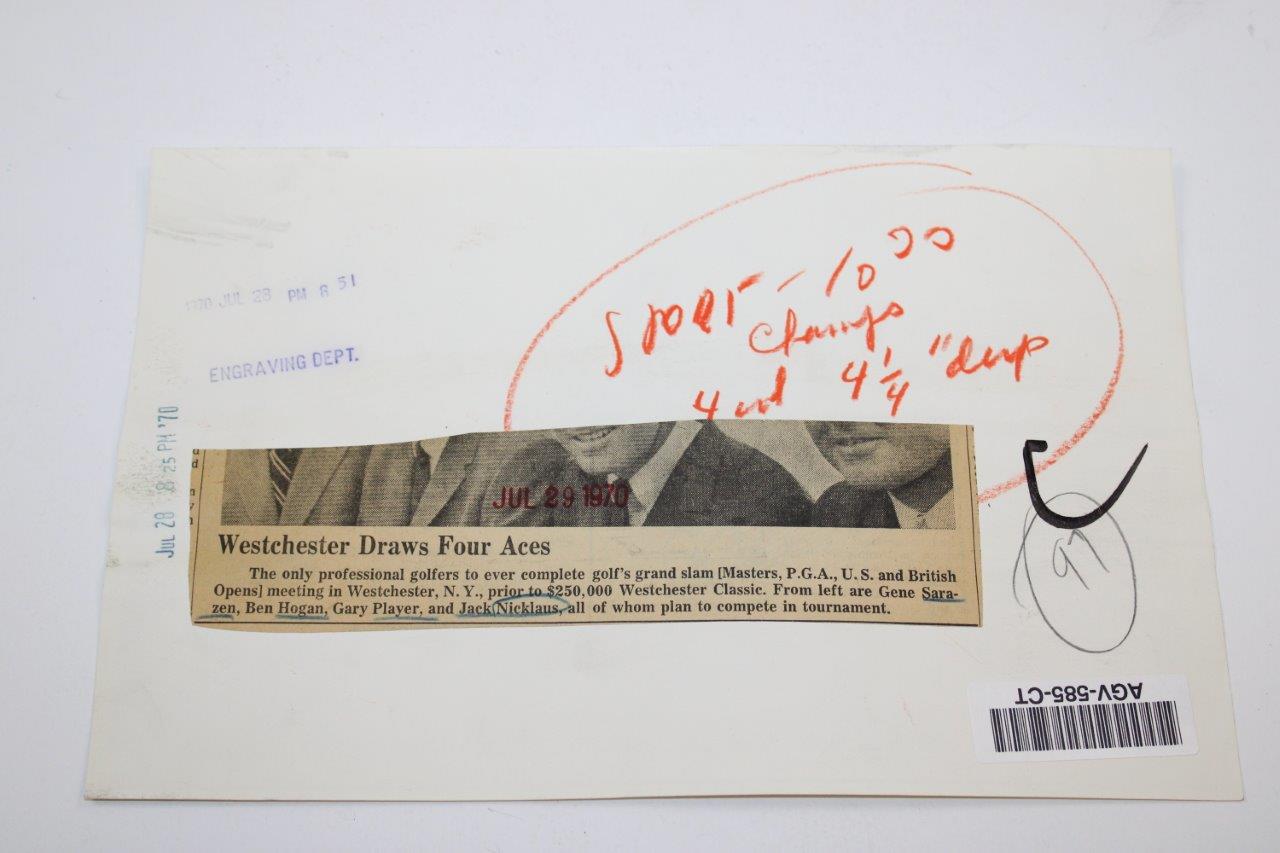 1970 JUL 28 PM 8 51
ENGRAVING DEPT.
JUL 28 8 25 PM '70
SPORT - 10 00
Champs
4 col 4 1/4 " deep
JUL 29 1970
Westchester Draws Four Aces
The only professional golfers to ever complete golf's grand slam [Masters, P.G.A., U.S. and British
Opens] meeting in Westchester, N. Y., prior to $250,000 Westchester Classic. From left are Gene Sara-
zen, Ben Hogan, Gary Player, and Jack Nicklaus, all of whom plan to compete in tournament.
97
AGV-585-CT